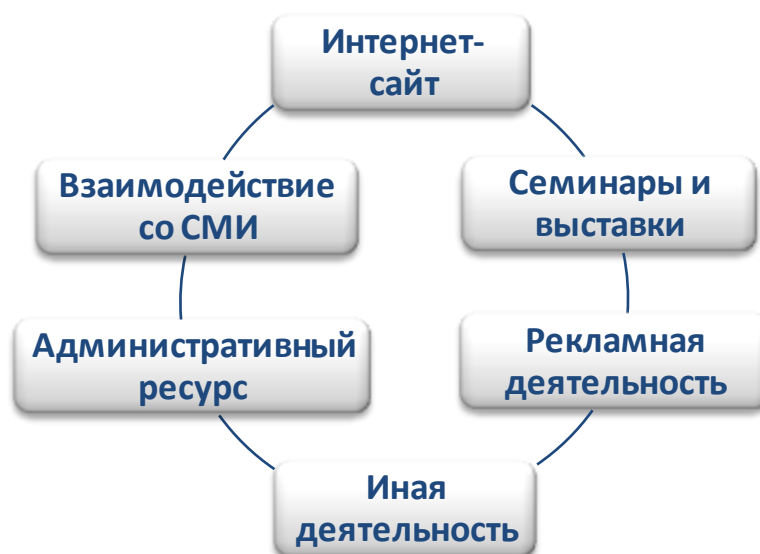 Интернет-
сайт
Взаимодействие
со СМИ
Семинары и
выставки
Административный
ресурс
Рекламная
деятельность
Иная
деятельность